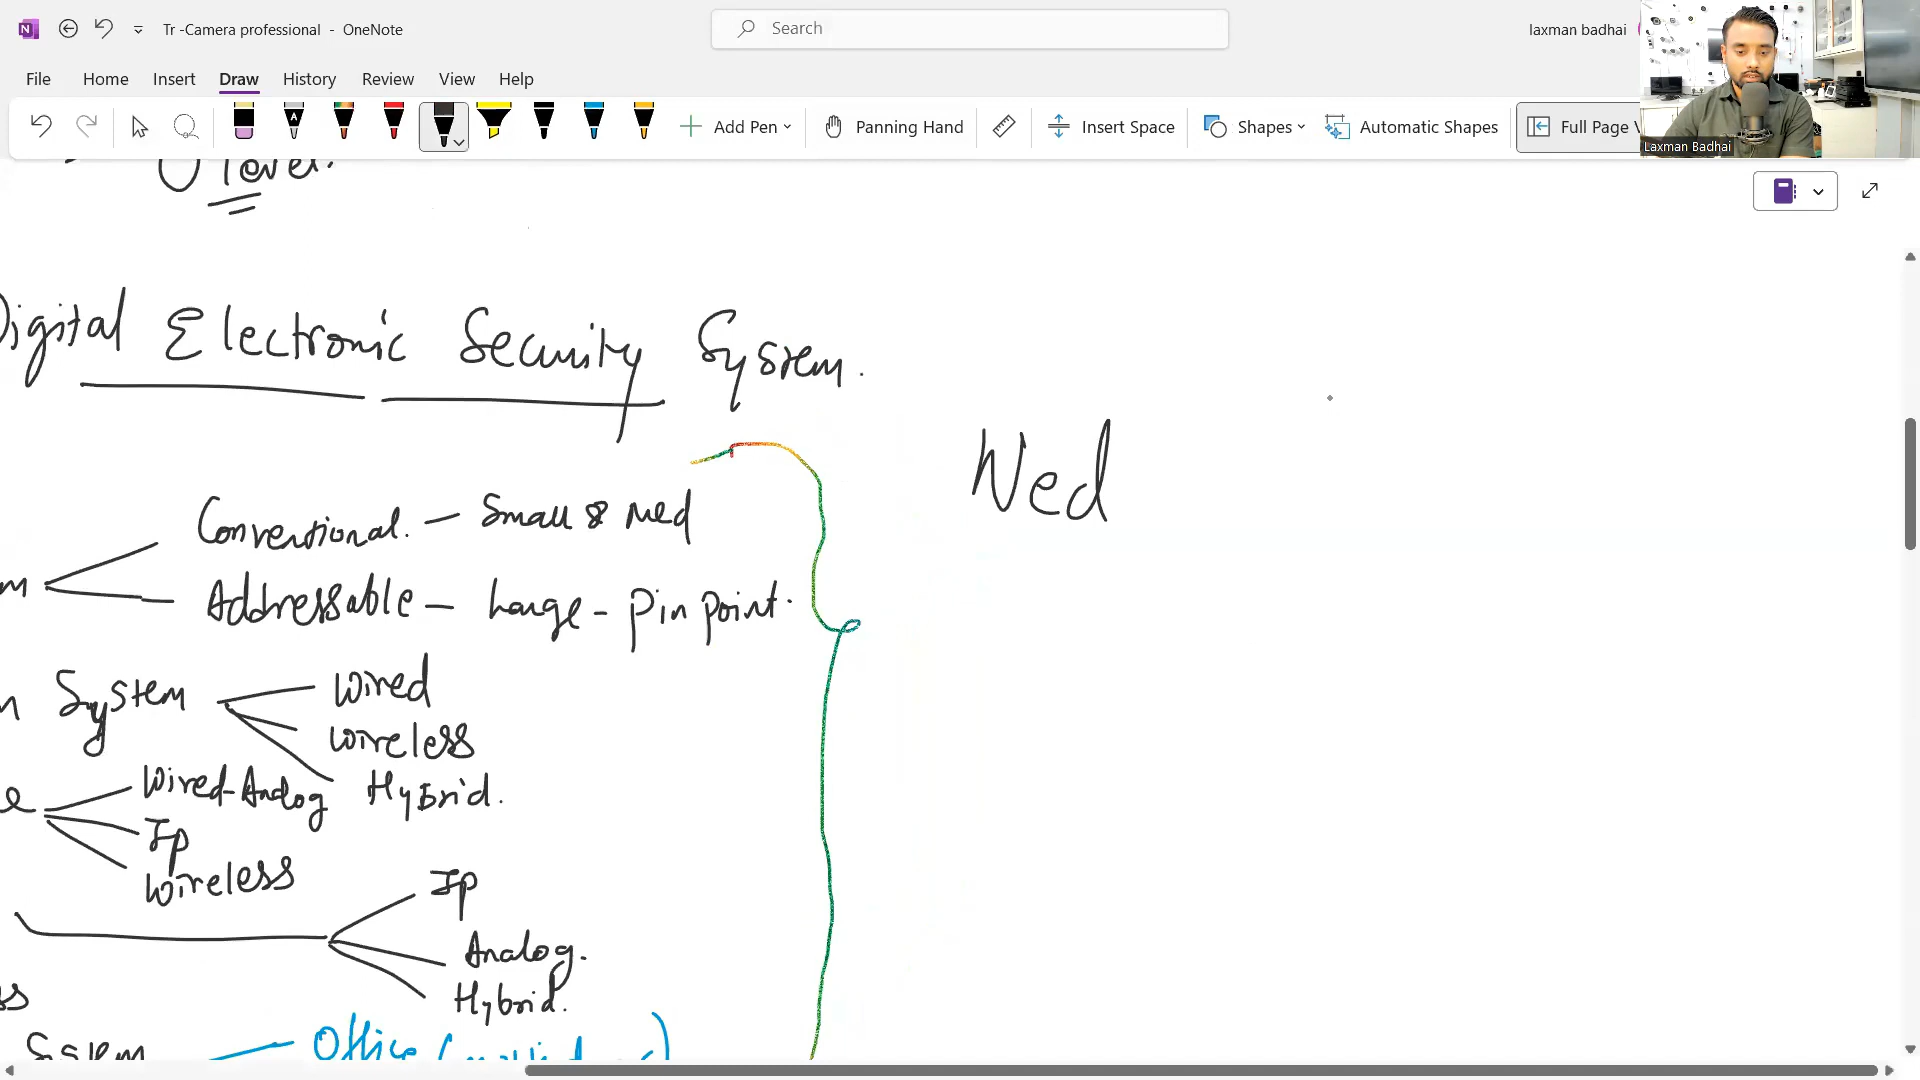 Tr -Camera professional - OneNote
Search
laxman badhai
File Home Insert Draw History Review View Help
Add Pen Panning Hand Insert Space Shapes Automatic Shapes Full Page V
Laxman Badhai
level.
Digital Electronic Security System.
Ned
Conventional. - Small & Med
Addressable - Large - Pin point.
System
Wired
Wireless
Hybrid.
Wired-Analog
Ip
Wireless
Ip
Analog.
Hybrid.
Office